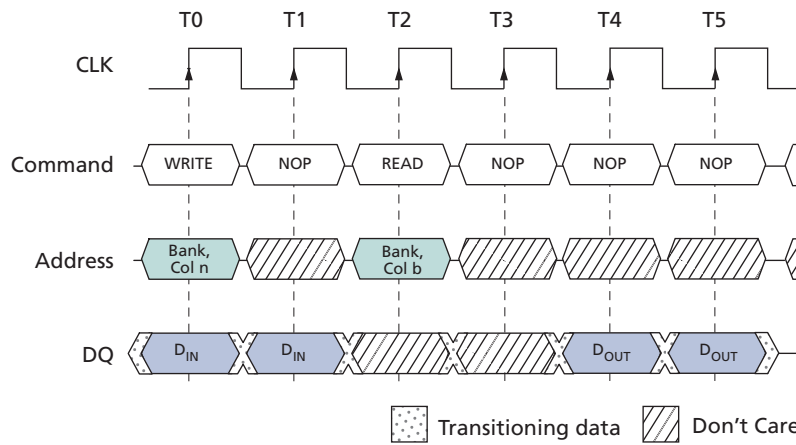 T0 T1 T2 T3 T4 T5
CLK
Command WRITE NOP READ NOP NOP NOP
Address Bank, Col n Bank, Col b
DQ DIN DIN DOUT DOUT
Transitioning data Don't Care